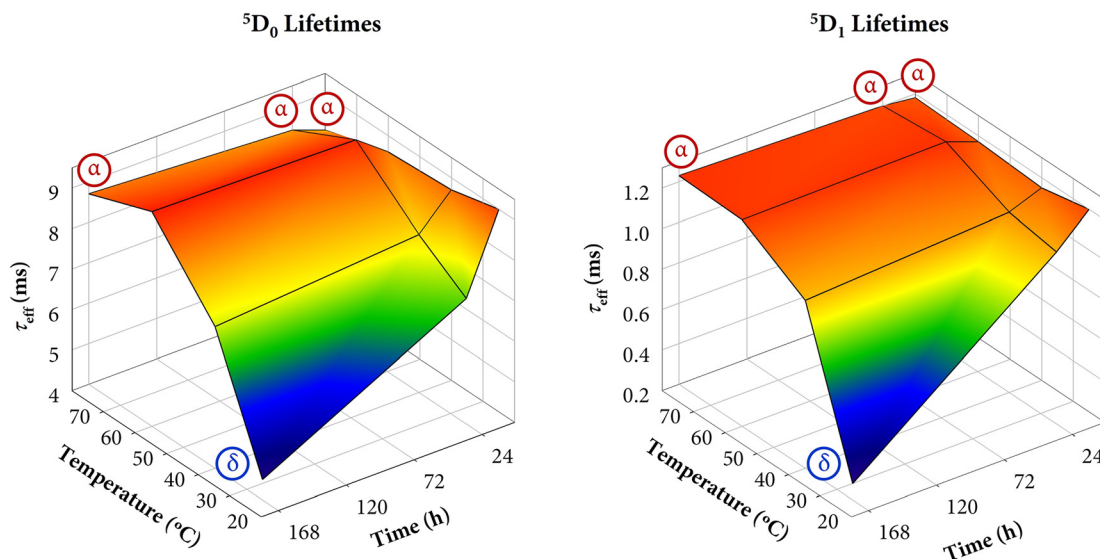 ⁵D₀ Lifetimes
α
α
α
9
8
7
6
5
4
τeff (ms)
70
60
50
40
30
20
Temperature (°C)
δ
168
120
72
24
Time (h)
⁵D₁ Lifetimes
α
α
α
1.2
1.0
0.8
0.6
0.4
0.2
τeff (ms)
70
60
50
40
30
20
Temperature (°C)
δ
168
120
72
24
Time (h)